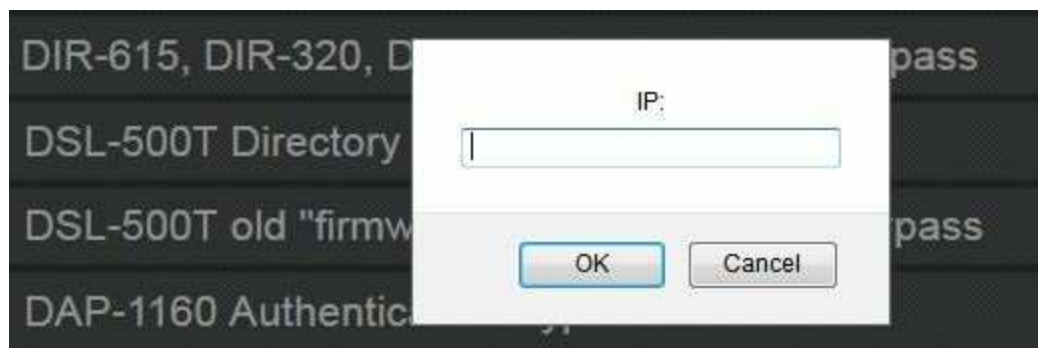 DIR-615, DIR-320, D pass
IP:
DSL-500T Directory
DSL-500T old "firmw pass
OK Cancel
DAP-1160 Authentic